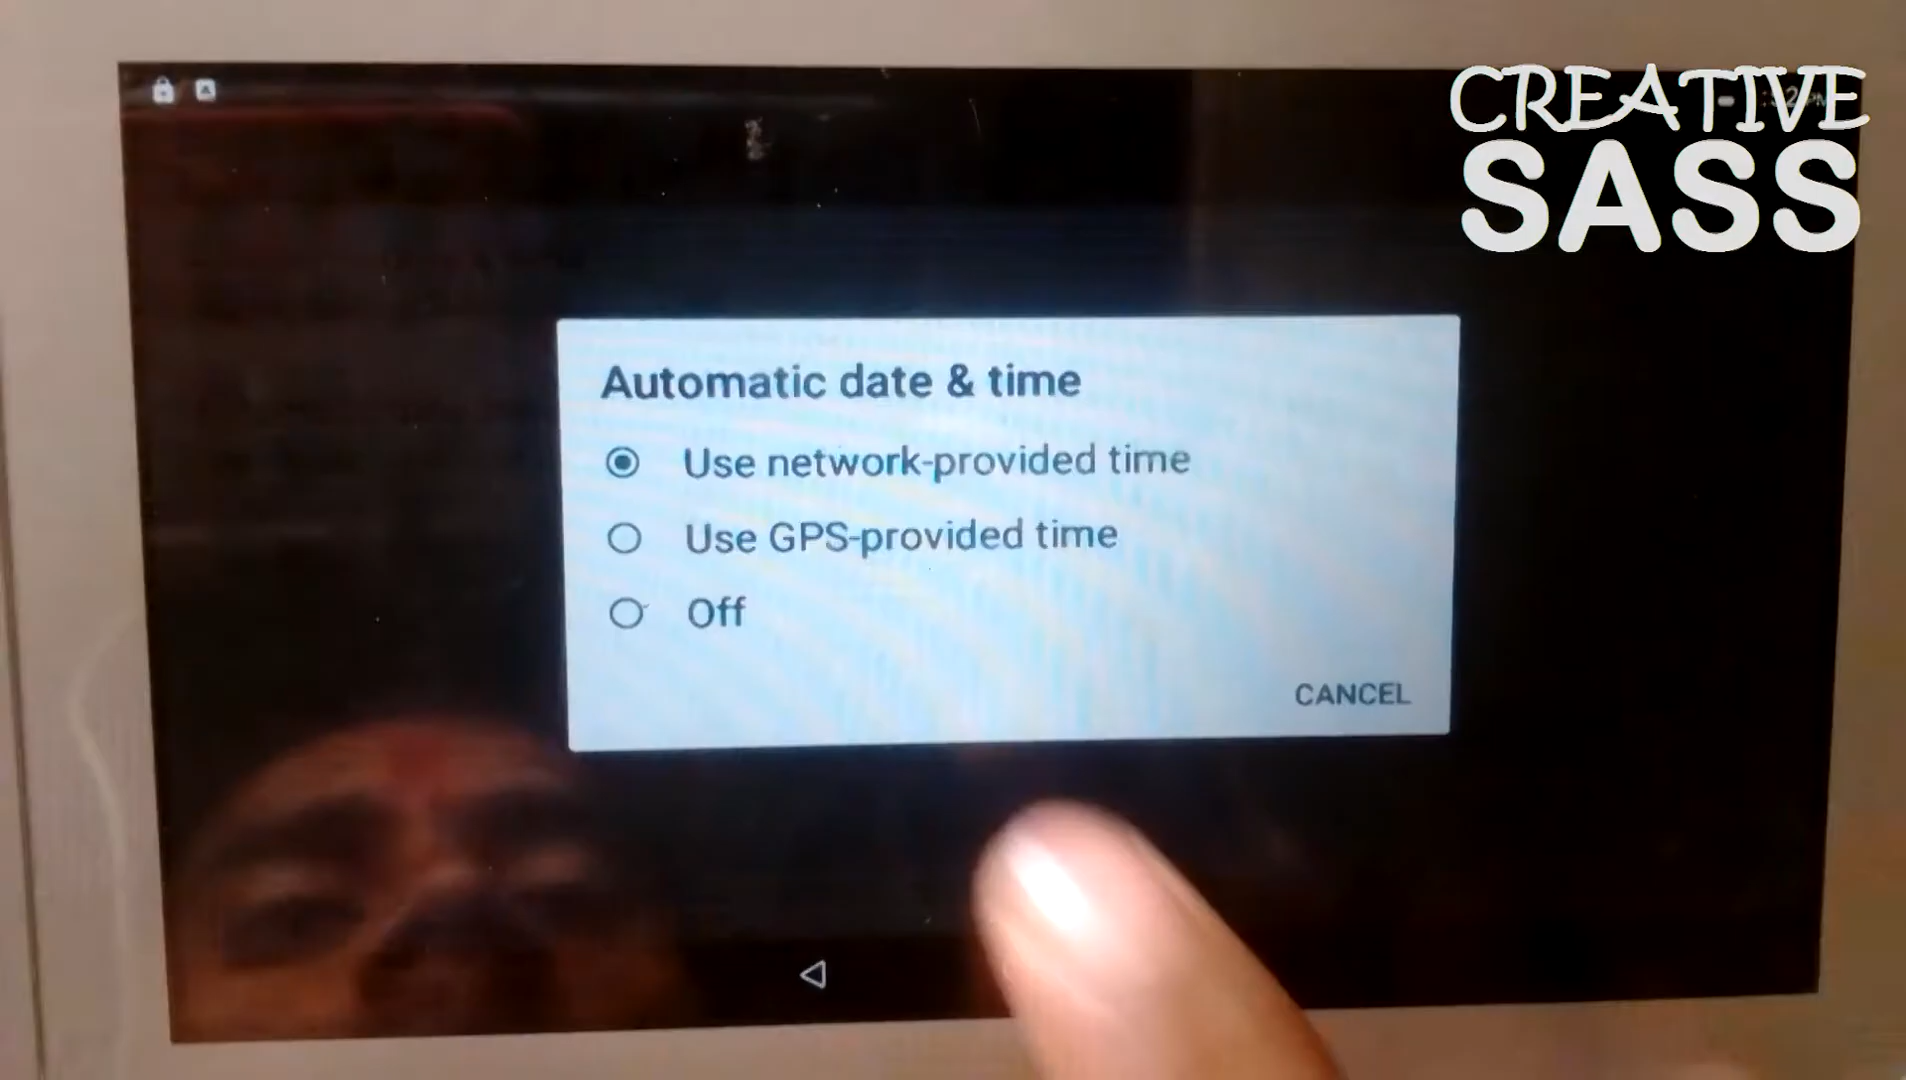 CREATIVE
SASS
Automatic date & time
Use network-provided time
Use GPS-provided time
Off
CANCEL